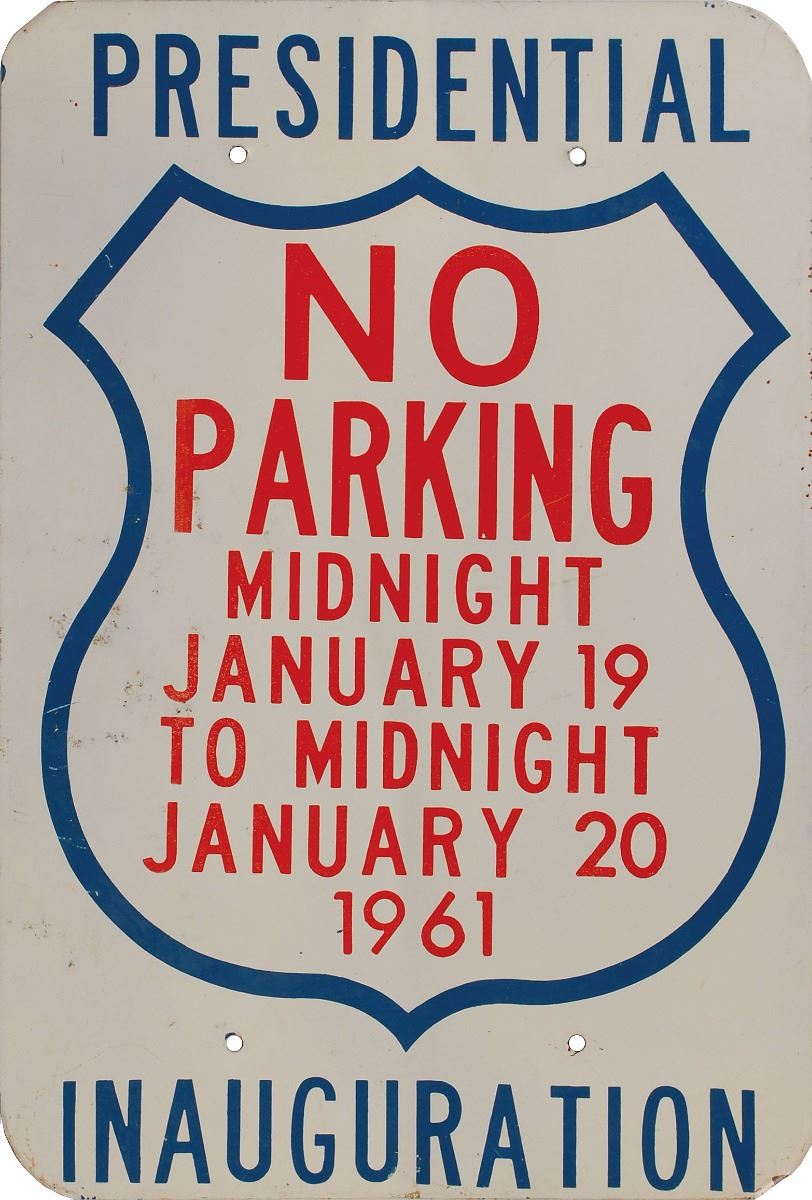 PRESIDENTIAL
NO
PARKING
MIDNIGHT
JANUARY 19
TO MIDNIGHT
JANUARY 20
1961
INAUGURATION